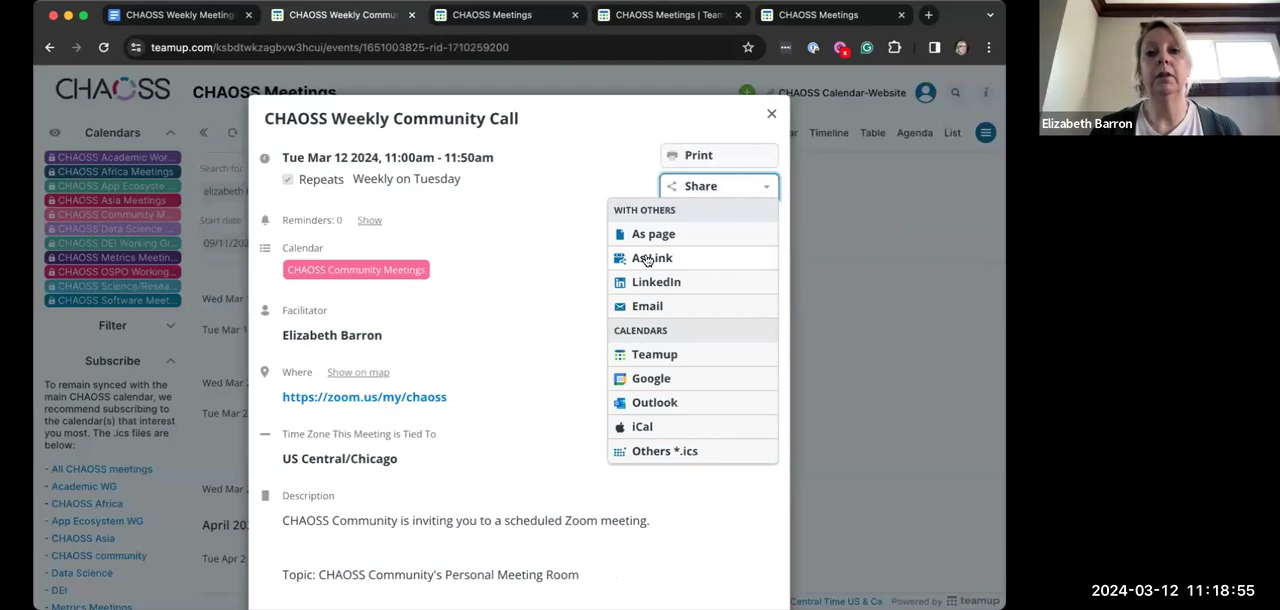 CHAOSS Weekly Meeting
CHAOSS Weekly Commu
CHAOSS Meetings
CHAOSS Meetings | Team
CHAOSS Meetings
teamup.com/ksbdtwkzagbvw3hcui/events/1651003825-rid-1710259200
CHAOSS
CHAOSS Meetings
CHAOSS Calendar-Website
Calendars
Timeline
Table
Agenda
List
CHAOSS Academic Wor...
CHAOSS Africa Meetings
CHAOSS App Ecosyste
CHAOSS Asia Meetings
CHAOSS Community M...
CHAOSS Data Science
CHAOSS DEI Working Gr
CHAOSS Metrics Meetin...
CHAOSS OSPO Working...
CHAOSS Science/Resea...
CHAOSS Software Meet...
Filter
Subscribe
To remain synced with the
main CHAOSS calendar, we
recommend subscribing to
the calendar(s) that interest
you most. The .ics files are
below:
- All CHAOSS meetings
- Academic WG
- CHAOSS Africa
- App Ecosystem WG
- CHAOSS Asia
- CHAOSS community
- Data Science
- DEI
- Metrics Meetings
Search for
elizabeth b
Start date
09/11/202
Wed Mar
Tue Mar 1
Wed Mar
Tue Mar
Wed Mar
April 202
Tue Apr 2
CHAOSS Weekly Community Call
Tue Mar 12 2024, 11:00am - 11:50am
Repeats Weekly on Tuesday
Reminders: 0 Show
Calendar
CHAOSS Community Meetings
Facilitator
Elizabeth Barron
Where Show on map
https://zoom.us/my/chaoss
Time Zone This Meeting is Tied To
US Central/Chicago
Description
CHAOSS Community is inviting you to a scheduled Zoom meeting.
Topic: CHAOSS Community's Personal Meeting Room
Print
Share
WITH OTHERS
As page
As link
LinkedIn
Email
CALENDARS
Teamup
Google
Outlook
iCal
Others *.ics
Central Time US & Ca
Powered by teamup
Elizabeth Barron
2024-03-12 11:18:55